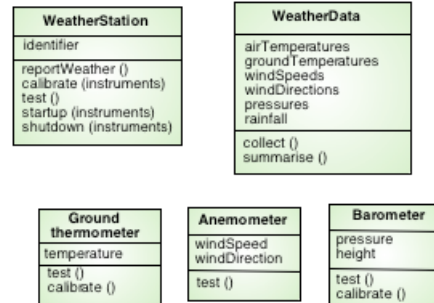 WeatherStation
identifier
reportWeather ()
calibrate (instruments)
test ()
startup (instruments)
shutdown (instruments)
WeatherData
airTemperatures
groundTemperatures
windSpeeds
windDirections
pressures
rainfall
collect ()
summarise ()
Ground
thermometer
temperature
test ()
calibrate ()
Anemometer
windSpeed
windDirection
test ()
Barometer
pressure
height
test ()
calibrate ()